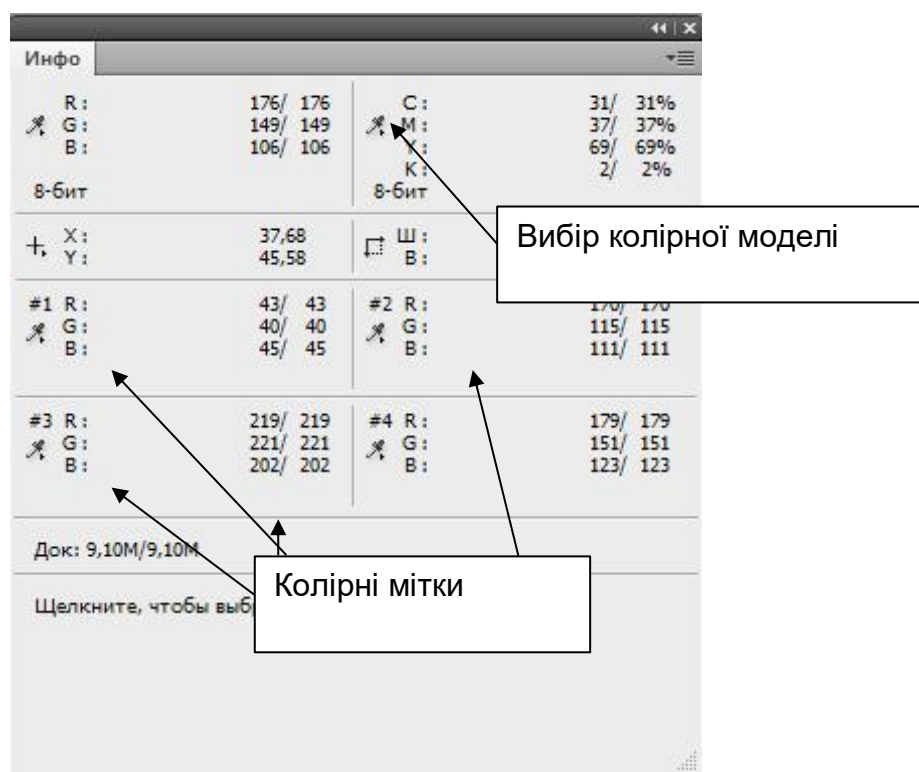 Инфо
R: 176/ 176 C: 31/ 31%
G: 149/ 149 M: 37/ 37%
B: 106/ 106 Y: 69/ 69%
K: 2/ 2%
8-бит 8-бит
X: 37,68 Ш:
Y: 45,58 В:
Вибір колірної моделі
#1 R: 43/ 43 #2 R: 170/ 170
G: 40/ 40 G: 115/ 115
B: 45/ 45 B: 111/ 111
#3 R: 219/ 219 #4 R: 179/ 179
G: 221/ 221 G: 151/ 151
B: 202/ 202 B: 123/ 123
Док: 9,10M/9,10M
Колірні мітки
Щелкните, чтобы